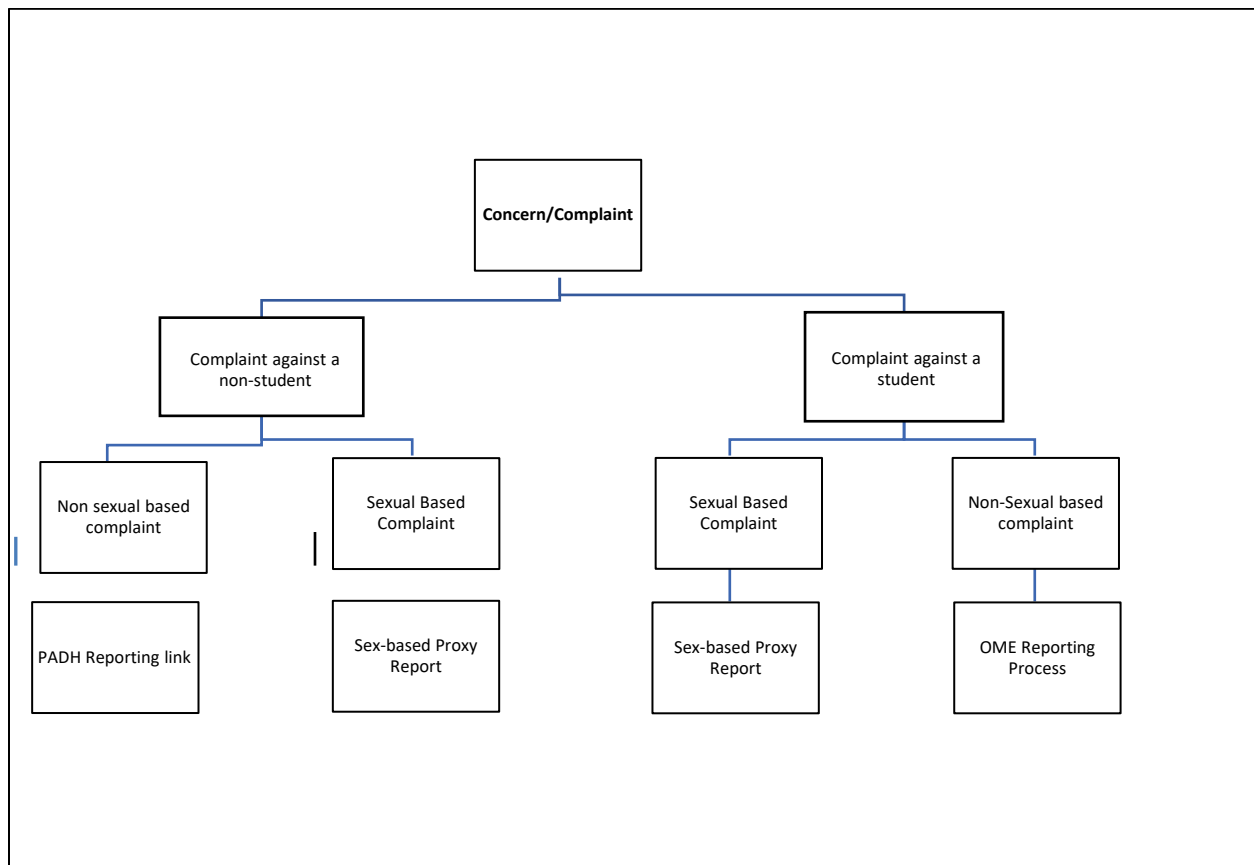 Concern/Complaint
Complaint against a
non-student
Complaint against a
student
Non sexual based
complaint
Sexual Based
Complaint
Sexual Based
Complaint
Non-Sexual based
complaint
PADH Reporting link
Sex-based Proxy
Report
Sex-based Proxy
Report
OME Reporting
Process